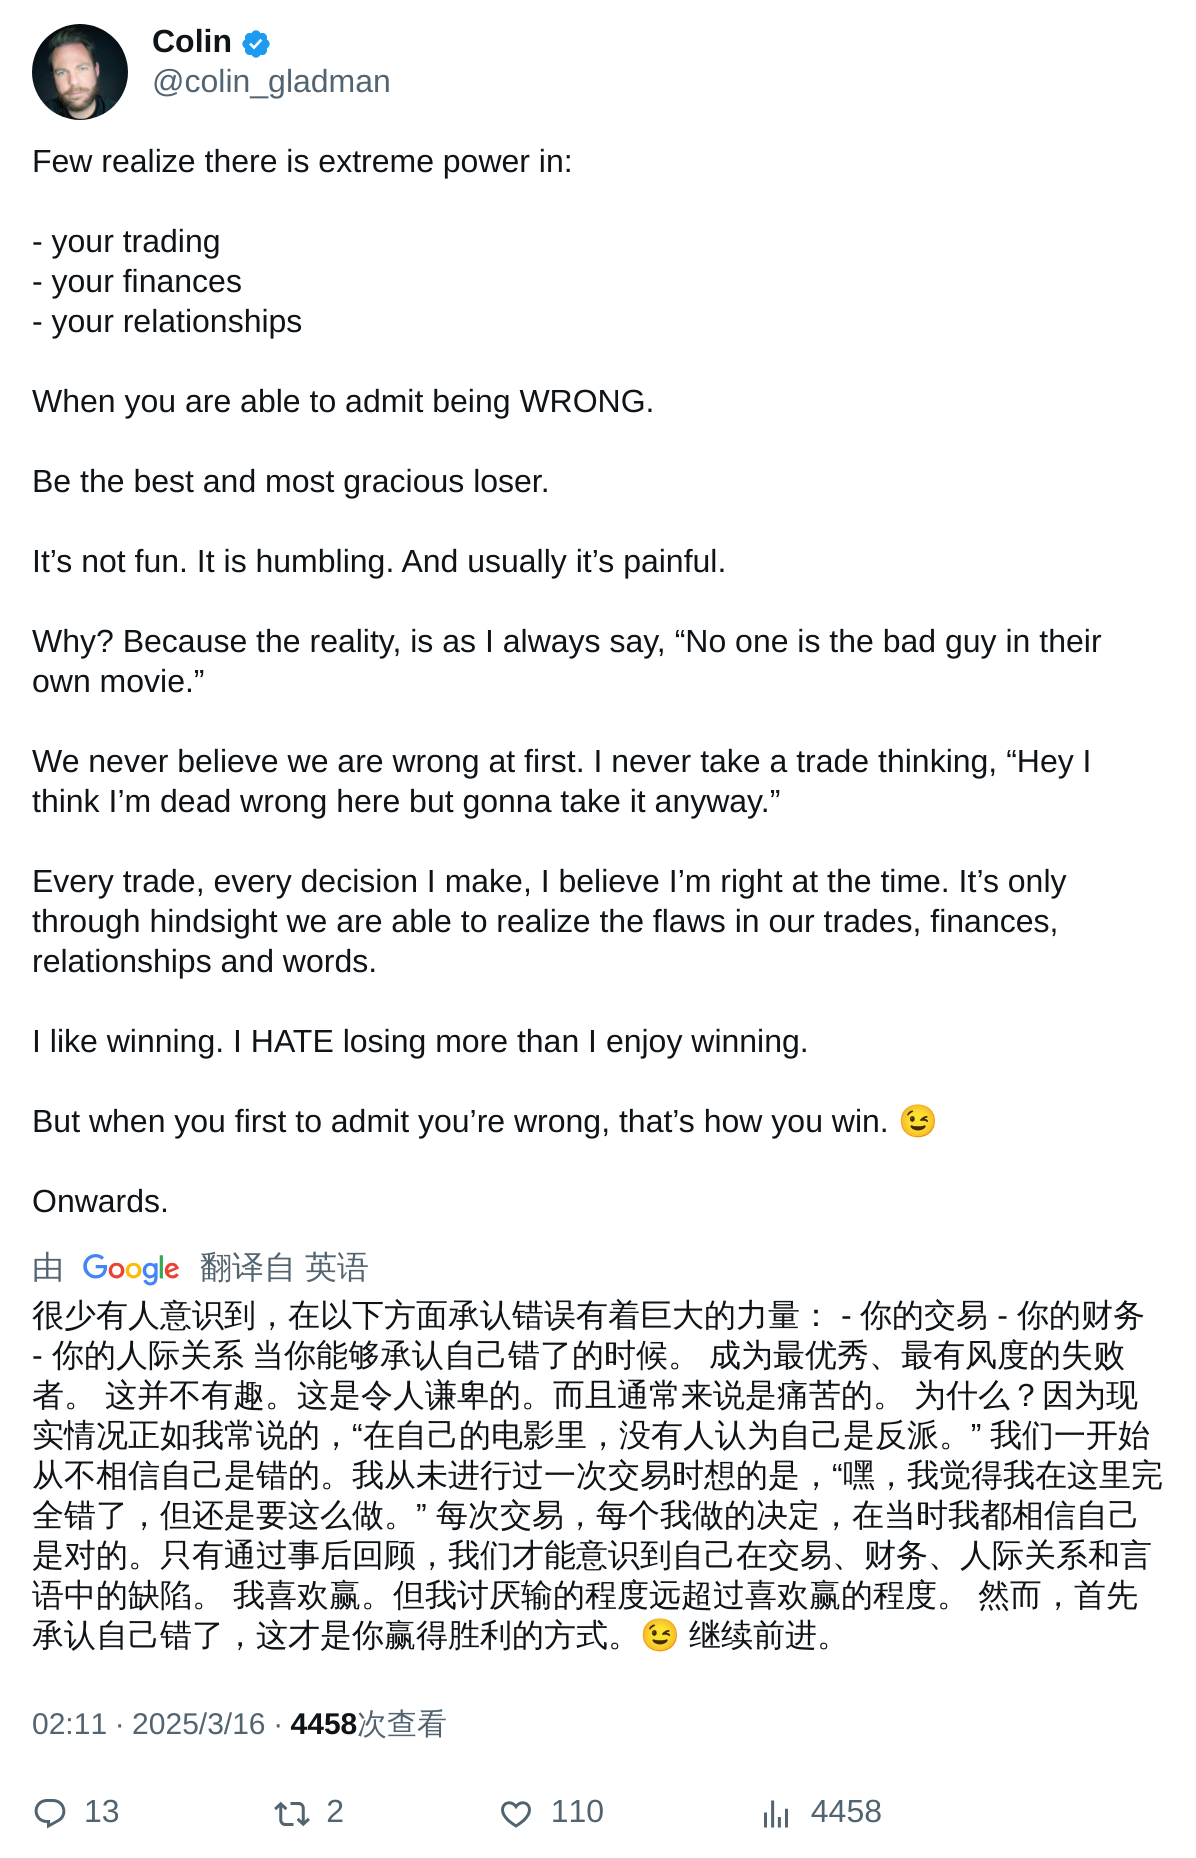 Colin
@colin_gladman
Few realize there is extreme power in:
- your trading
- your finances
- your relationships
When you are able to admit being WRONG.
Be the best and most gracious loser.
It’s not fun. It is humbling. And usually it’s painful.
Why? Because the reality, is as I always say, “No one is the bad guy in their
own movie.”
We never believe we are wrong at first. I never take a trade thinking, “Hey I
think I’m dead wrong here but gonna take it anyway.”
Every trade, every decision I make, I believe I’m right at the time. It’s only
through hindsight we are able to realize the flaws in our trades, finances,
relationships and words.
I like winning. I HATE losing more than I enjoy winning.
But when you first to admit you’re wrong, that’s how you win. 😉
Onwards.
由 Google 翻译自 英语
很少有人意识到，在以下方面承认错误有着巨大的力量： - 你的交易 - 你的财务
- 你的人际关系 当你能够承认自己错了的时候。 成为最优秀、最有风度的失败
者。 这并不有趣。这是令人谦卑的。而且通常来说是痛苦的。 为什么？因为现
实情况正如我常说的，“在自己的电影里，没有人认为自己是反派。” 我们一开始
从不相信自己是错的。我从未进行过一次交易时想的是，“嘿，我觉得我在这里完
全错了，但还是要这么做。” 每次交易，每个我做的决定，在当时我都相信自己
是对的。只有通过事后回顾，我们才能意识到自己在交易、财务、人际关系和言
语中的缺陷。 我喜欢赢。但我讨厌输的程度远超过喜欢赢的程度。 然而，首先
承认自己错了，这才是你赢得胜利的方式。😉 继续前进。
02:11 · 2025/3/16 · 4458次查看
13 2 110 4458